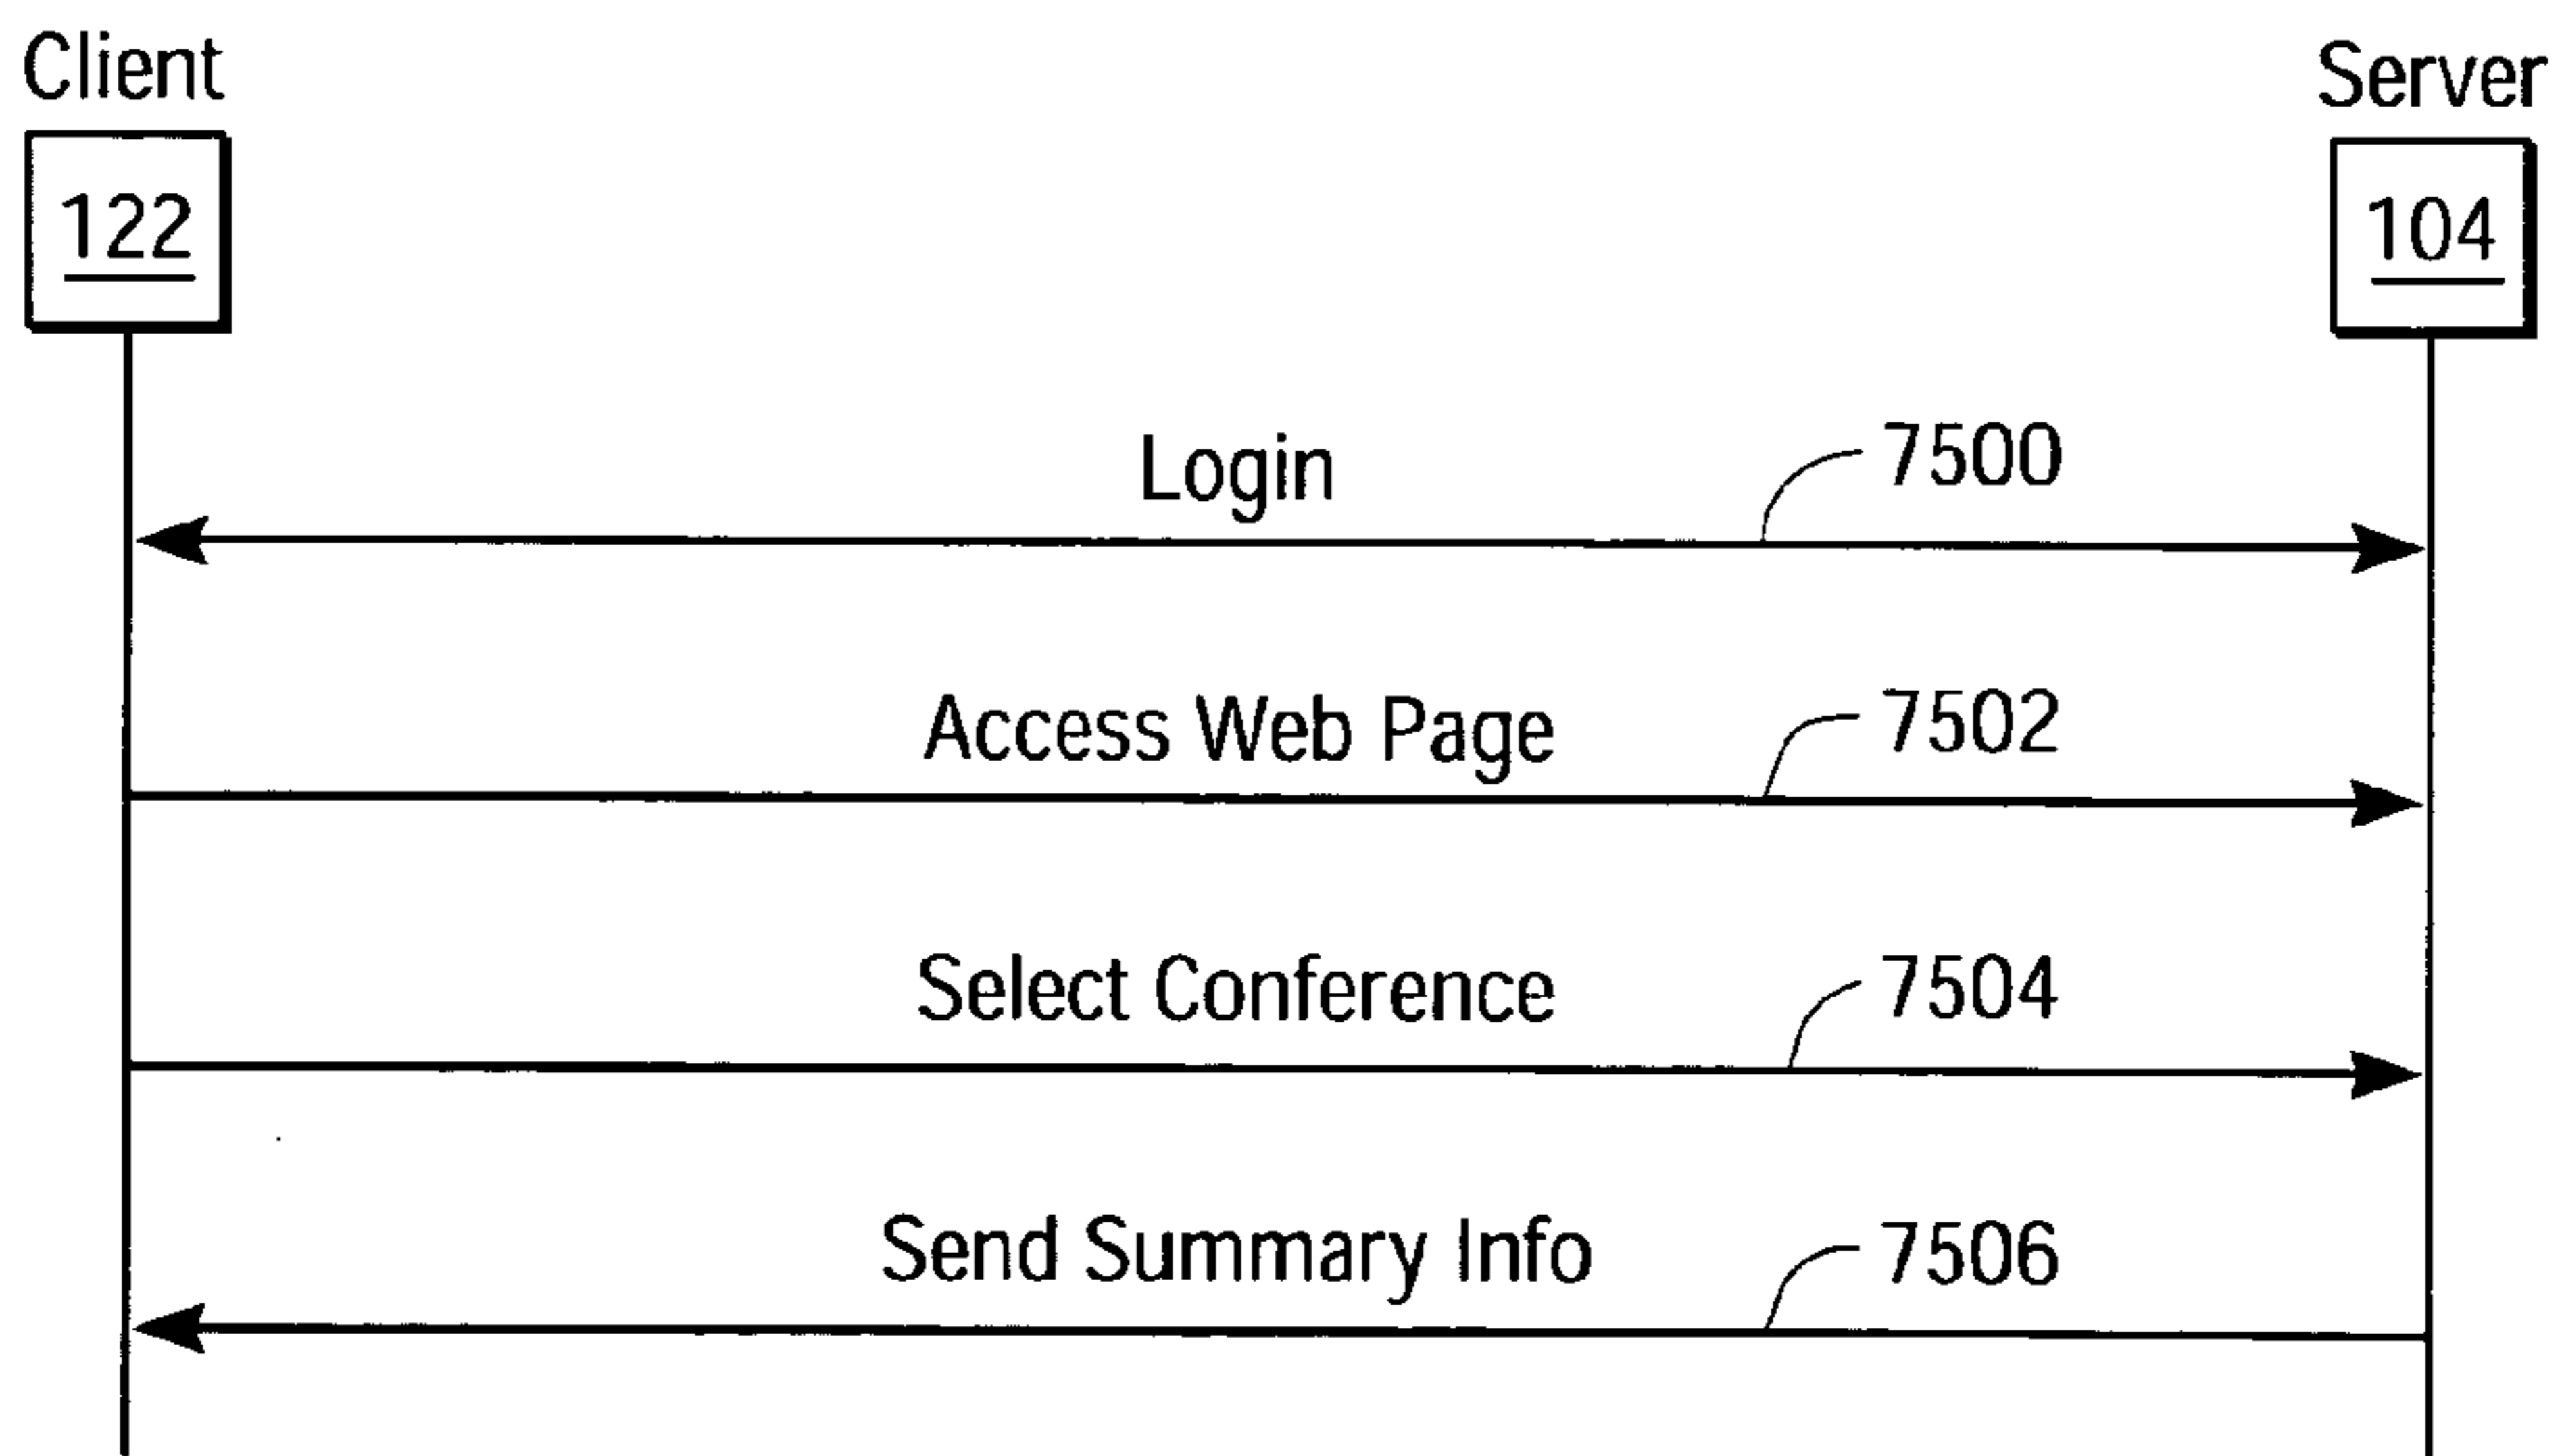 Client
Server
122
104
Login
7500
Access Web Page
7502
Select Conference
7504
Send Summary Info
7506